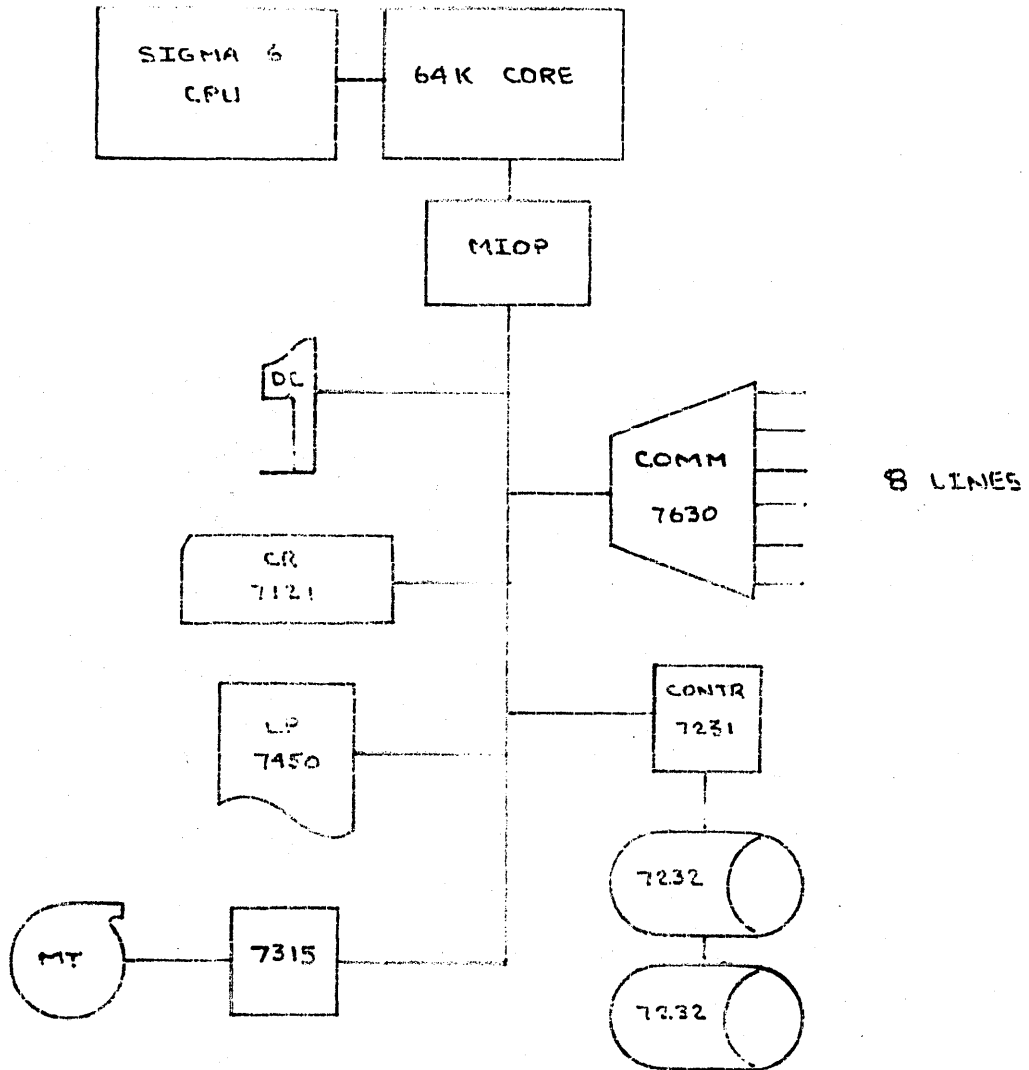 SIGMA 6
CPU
64K CORE
MIOP
DC
COMM
7630
8 LINES
CR
7121
CONTR
7231
LP
7450
7232
MT
7315
7232